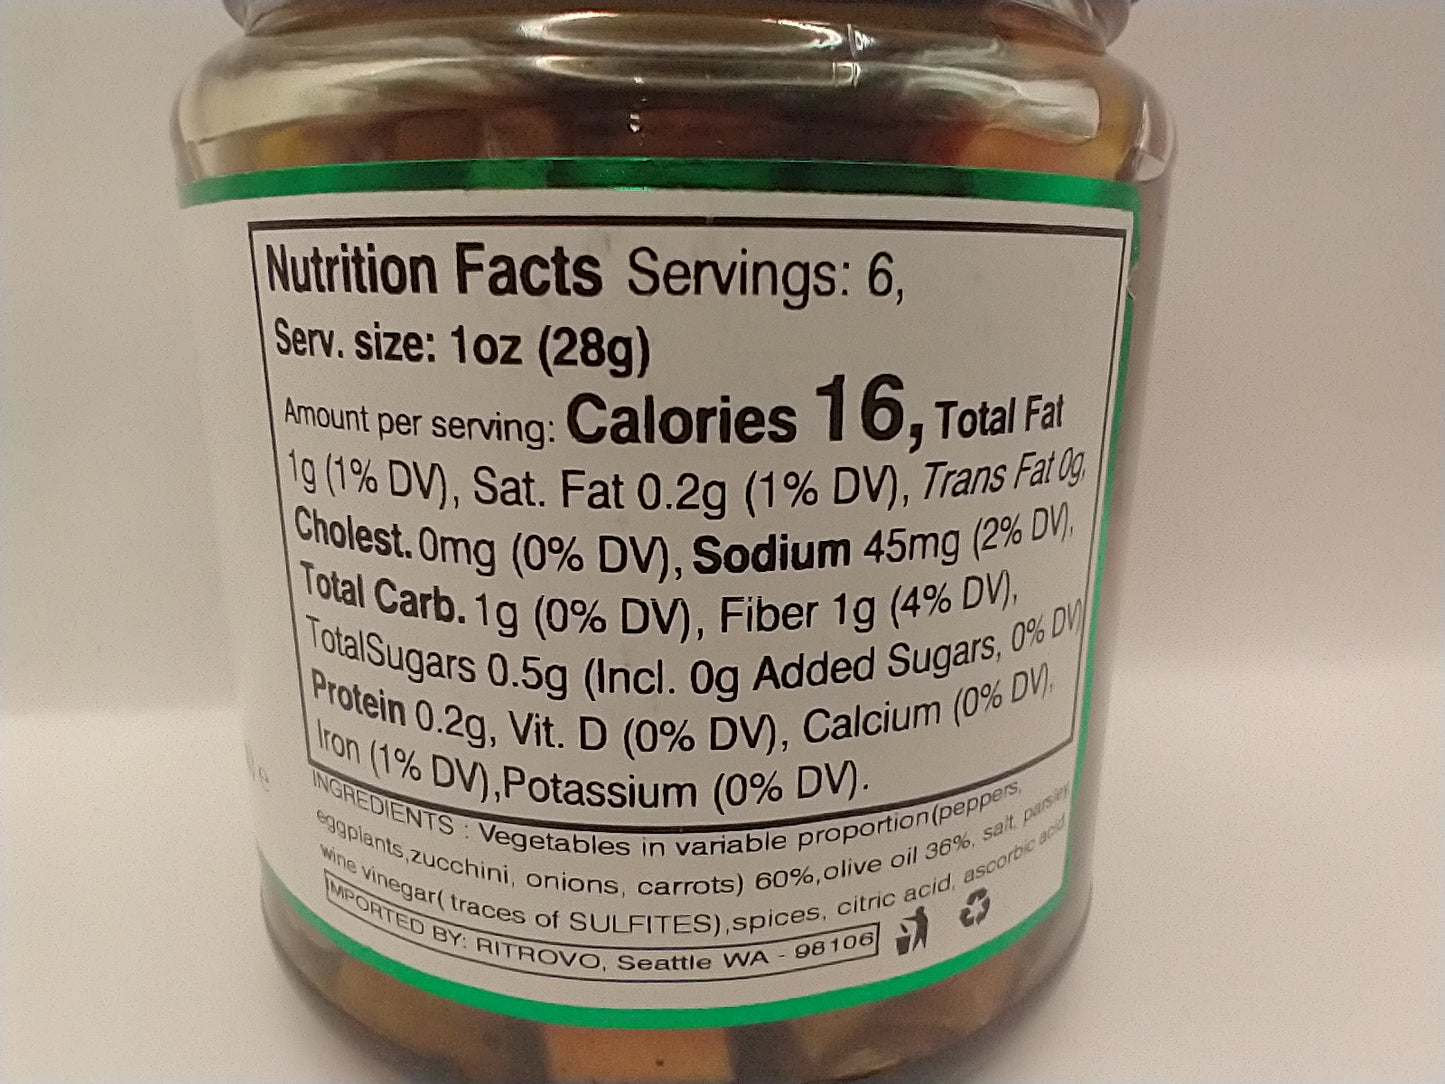 Nutrition Facts Servings: 6,
Serv. size: 1oz (28g)
Amount per serving: Calories 16, Total Fat
1g (1% DV), Sat. Fat 0.2g (1% DV), Trans Fat 0g,
Cholest. 0mg (0% DV), Sodium 45mg (2% DV),
Total Carb. 1g (0% DV), Fiber 1g (4% DV),
TotalSugars 0.5g (Incl. 0g Added Sugars, 0% DV)
Protein 0.2g, Vit. D (0% DV), Calcium (0% DV),
Iron (1% DV),Potassium (0% DV).
INGREDIENTS : Vegetables in variable proportion(peppers,
eggplants,zucchini, onions, carrots) 60%,olive oil 36%, salt, parsley
wine vinegar( traces of SULFITES),spices, citric acid, ascorbic acid
IMPORTED BY: RITROVO, Seattle WA - 98106